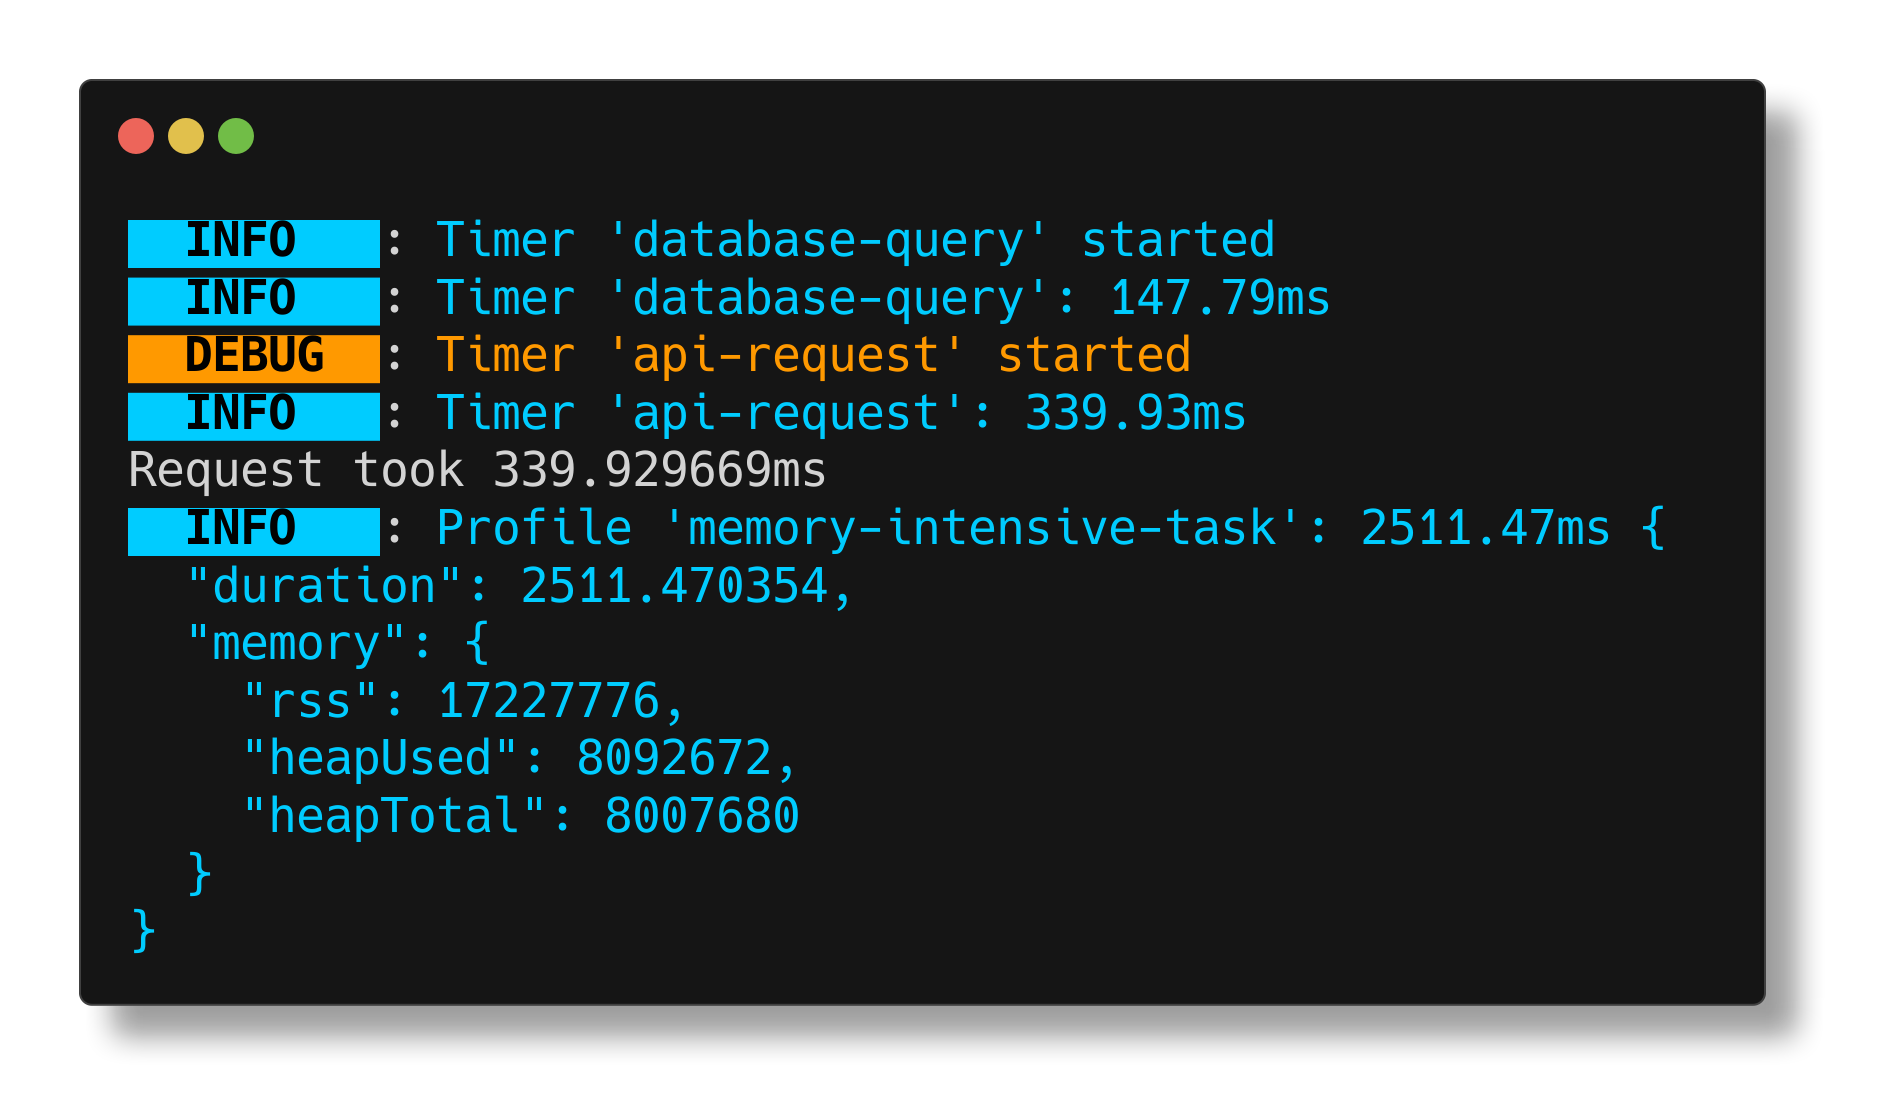 INFO : Timer 'database-query' started
INFO : Timer 'database-query': 147.79ms
DEBUG : Timer 'api-request' started
INFO : Timer 'api-request': 339.93ms
Request took 339.929669ms
INFO : Profile 'memory-intensive-task': 2511.47ms {
  "duration": 2511.470354,
  "memory": {
    "rss": 17227776,
    "heapUsed": 8092672,
    "heapTotal": 8007680
  }
}